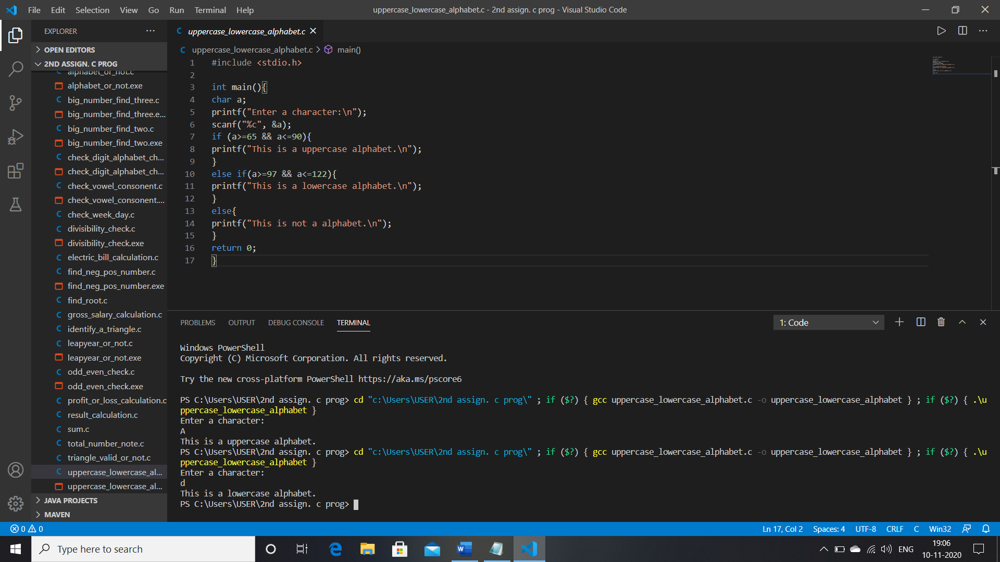 File Edit Selection View Go Run Terminal Help
uppercase_lowercase_alphabet.c - 2nd assign. c prog - Visual Studio Code
EXPLORER
OPEN EDITORS
2ND ASSIGN. C PROG
alphabet_or_not.c
alphabet_or_not.exe
big_number_find_three.c
big_number_find_three.e...
big_number_find_two.c
big_number_find_two.exe
check_digit_alphabet_ch...
check_digit_alphabet_ch...
check_vowel_consonent.c
check_vowel_consonent....
check_week_day.c
divisibility_check.c
divisibility_check.exe
electric_bill_calculation.c
find_neg_pos_number.c
find_neg_pos_number.exe
find_root.c
gross_salary_calculation.c
identify_a_triangle.c
leapyear_or_not.c
leapyear_or_not.exe
odd_even_check.c
odd_even_check.exe
profit_or_loss_calculation.c
result_calculation.c
sum.c
total_number_note.c
triangle_valid_or_not.c
uppercase_lowercase_al...
uppercase_lowercase_al...
JAVA PROJECTS
MAVEN
C uppercase_lowercase_alphabet.c
C uppercase_lowercase_alphabet.c > main()
1 #include <stdio.h>
2
3 int main(){
4 char a;
5 printf("Enter a character:\n");
6 scanf("%c", &a);
7 if (a>=65 && a<=90){
8 printf("This is a uppercase alphabet.\n");
9 }
10 else if(a>=97 && a<=122){
11 printf("This is a lowercase alphabet.\n");
12 }
13 else{
14 printf("This is not a alphabet.\n");
15 }
16 return 0;
17 }
PROBLEMS OUTPUT DEBUG CONSOLE TERMINAL
1: Code
Windows PowerShell
Copyright (C) Microsoft Corporation. All rights reserved.
Try the new cross-platform PowerShell https://aka.ms/pscore6
PS C:\Users\USER\2nd assign. c prog> cd "c:\Users\USER\2nd assign. c prog\" ; if ($?) { gcc uppercase_lowercase_alphabet.c -o uppercase_lowercase_alphabet } ; if ($?) { .\u
ppercase_lowercase_alphabet }
Enter a character:
A
This is a uppercase alphabet.
PS C:\Users\USER\2nd assign. c prog> cd "c:\Users\USER\2nd assign. c prog\" ; if ($?) { gcc uppercase_lowercase_alphabet.c -o uppercase_lowercase_alphabet } ; if ($?) { .\u
ppercase_lowercase_alphabet }
Enter a character:
d
This is a lowercase alphabet.
PS C:\Users\USER\2nd assign. c prog>
0 0
Ln 17, Col 2 Spaces: 4 UTF-8 CRLF C Win32
Type here to search
ENG
19:06
10-11-2020